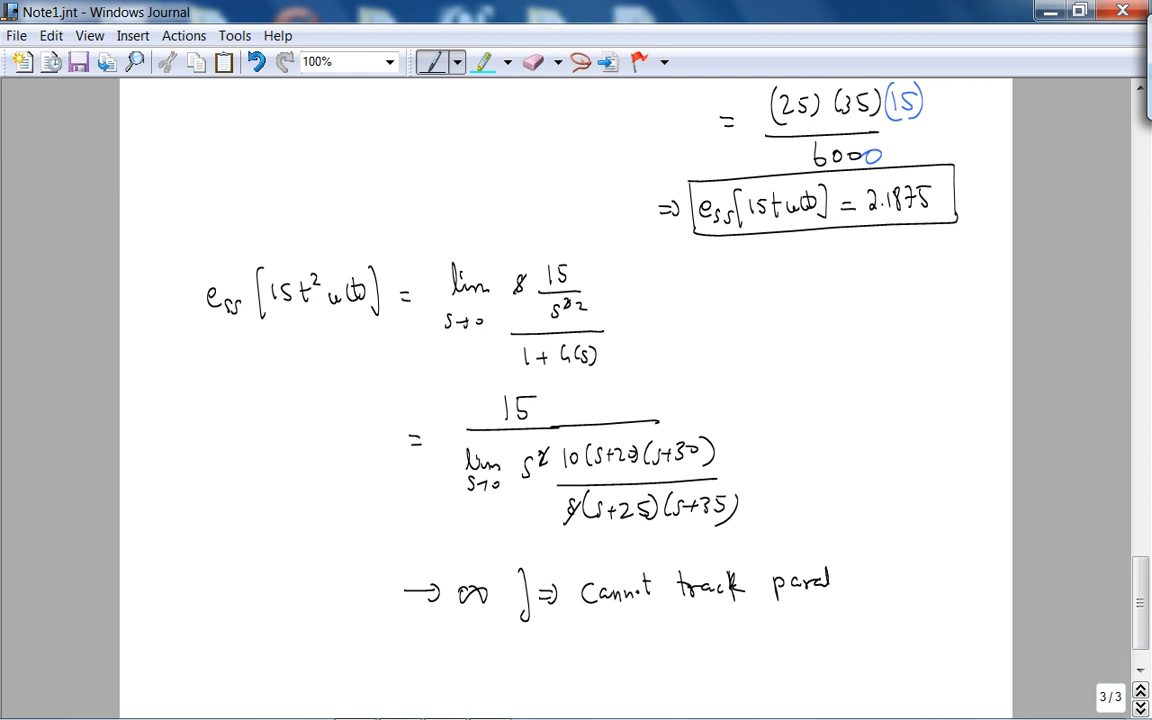 Note1.jnt - Windows Journal
File Edit View Insert Actions Tools Help
100%
= (25) (35)(15)
6000
⇒ ess[15tu(t)] = 2.1875
ess [15t² u(t)] = lim s→0 s 15
s³ 2
1 + G(s)
= 15
lim s→0 s² 10(s+20)(s+30)
s(s+25)(s+35)
→ ∞ ] ⇒ Cannot track parab
3/3